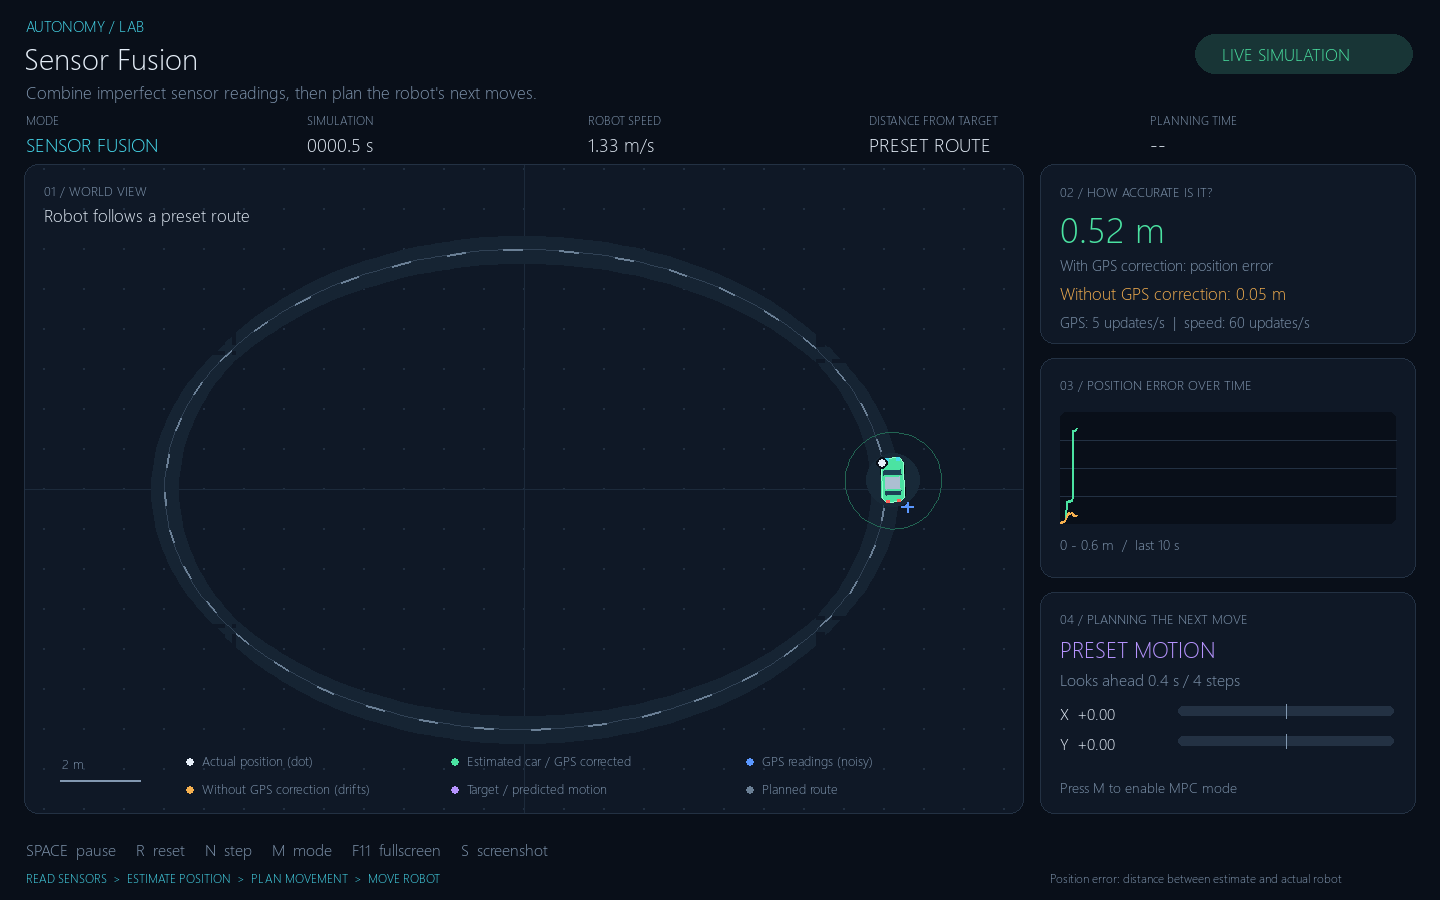 AUTONOMY / LAB
Sensor Fusion
LIVE SIMULATION
Combine imperfect sensor readings, then plan the robot's next moves.
MODE
SIMULATION
ROBOT SPEED
DISTANCE FROM TARGET
PLANNING TIME
SENSOR FUSION
0000.5 s
1.33 m/s
PRESET ROUTE
--
01 / WORLD VIEW
Robot follows a preset route
2 m
Actual position (dot)
Estimated car / GPS corrected
GPS readings (noisy)
Without GPS correction (drifts)
Target / predicted motion
Planned route
02 / HOW ACCURATE IS IT?
0.52 m
With GPS correction: position error
Without GPS correction: 0.05 m
GPS: 5 updates/s | speed: 60 updates/s
03 / POSITION ERROR OVER TIME
0 - 0.6 m / last 10 s
04 / PLANNING THE NEXT MOVE
PRESET MOTION
Looks ahead 0.4 s / 4 steps
X +0.00
Y +0.00
Press M to enable MPC mode
SPACE pause R reset N step M mode F11 fullscreen S screenshot
READ SENSORS > ESTIMATE POSITION > PLAN MOVEMENT > MOVE ROBOT
Position error: distance between estimate and actual robot